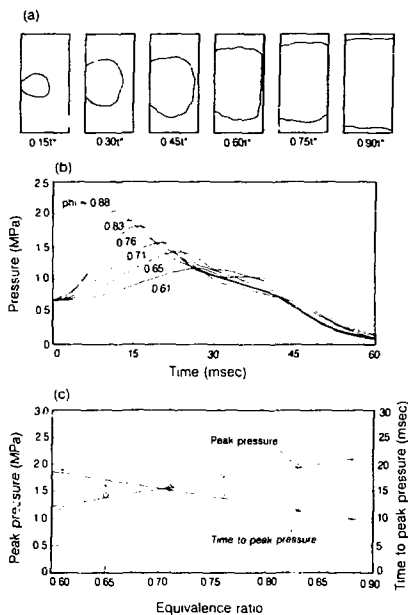 (a)
0 15t* 0 30t* 0 45t* 0 60t* 0 75t* 0 90t*
(b)
2 5
2 0
1 5
1 0
0 5
0
Pressure (MPa)
phi = 0.88
0.83
0.76
0.71
0.65
0.61
0 15 30 45 60
Time (msec)
(c)
3 0
2 5
2 0
1 5
1 0
0 5
0
Peak pressure (MPa)
Peak pressure
Time to peak pressure
30
25
20
15
10
5
0
Time to peak pressure (msec)
0 60 0 65 0 70 0 75 0 80 0 85 0 90
Equivalence ratio